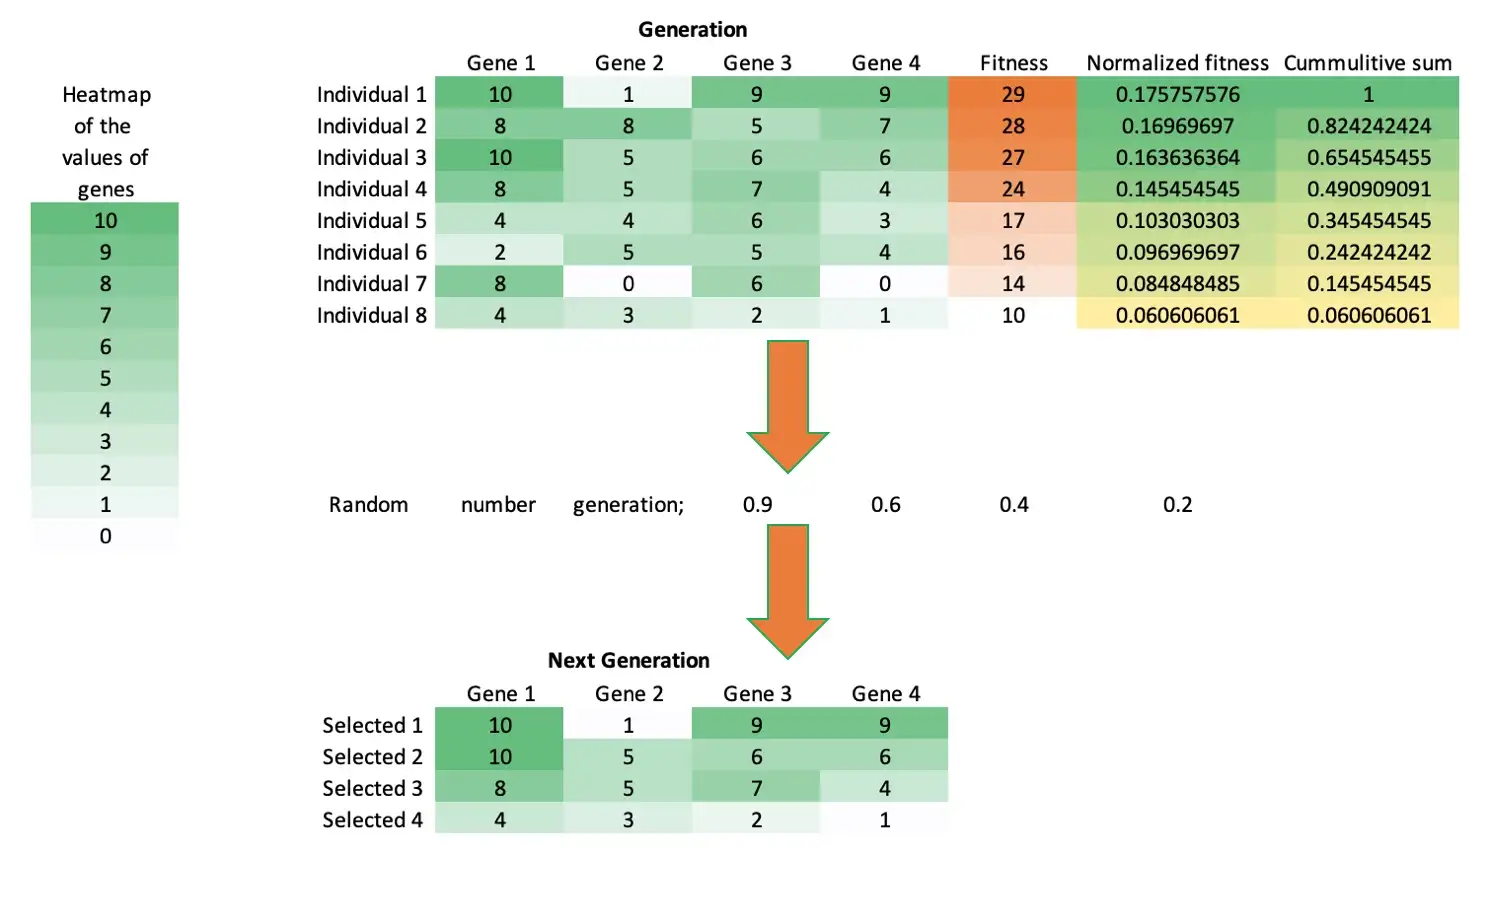 Generation
Gene 1 Gene 2 Gene 3 Gene 4 Fitness Normalized fitness Cummulitive sum
Heatmap
of the
values of
genes
10
9
8
7
6
5
4
3
2
1
0
Individual 1 10 1 9 9 29 0.175757576 1
Individual 2 8 8 5 7 28 0.16969697 0.824242424
Individual 3 10 5 6 6 27 0.163636364 0.654545455
Individual 4 8 5 7 4 24 0.145454545 0.490909091
Individual 5 4 4 6 3 17 0.103030303 0.345454545
Individual 6 2 5 5 4 16 0.096969697 0.242424242
Individual 7 8 0 6 0 14 0.084848485 0.145454545
Individual 8 4 3 2 1 10 0.060606061 0.060606061
Random number generation; 0.9 0.6 0.4 0.2
Next Generation
Gene 1 Gene 2 Gene 3 Gene 4
Selected 1 10 1 9 9
Selected 2 10 5 6 6
Selected 3 8 5 7 4
Selected 4 4 3 2 1